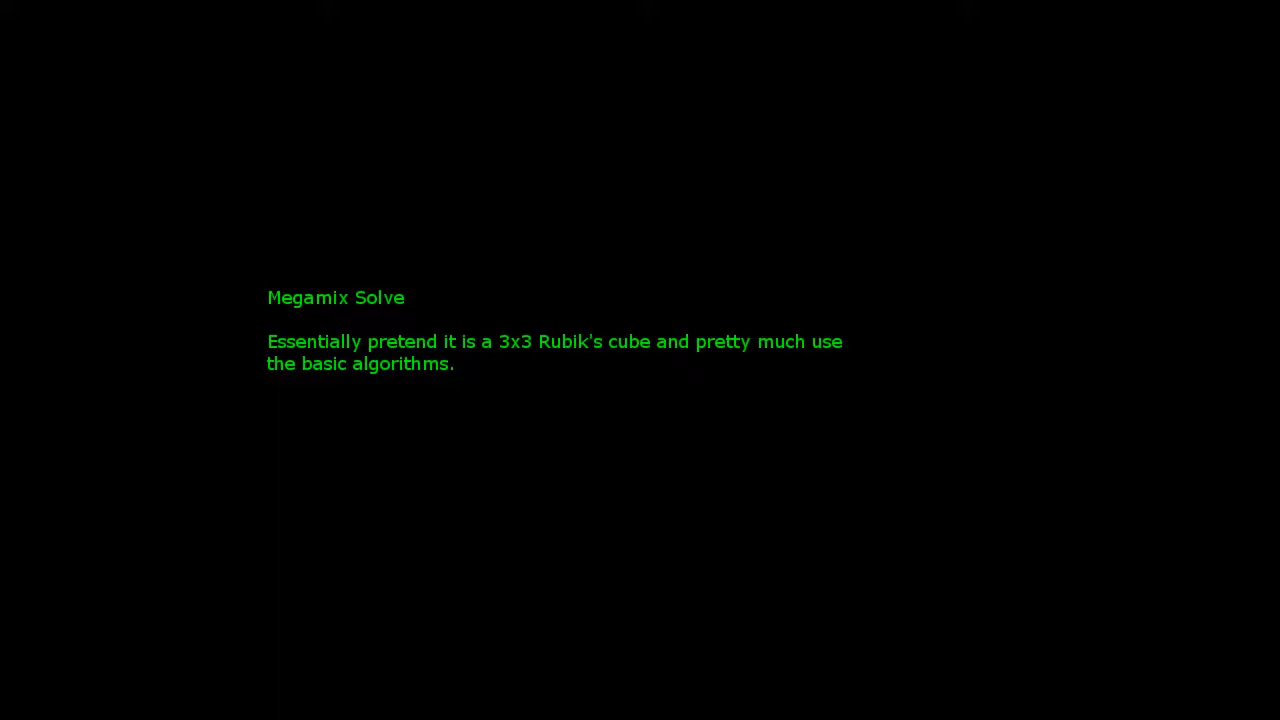 Megamix Solve
Essentially pretend it is a 3x3 Rubik's cube and pretty much use
the basic algorithms.